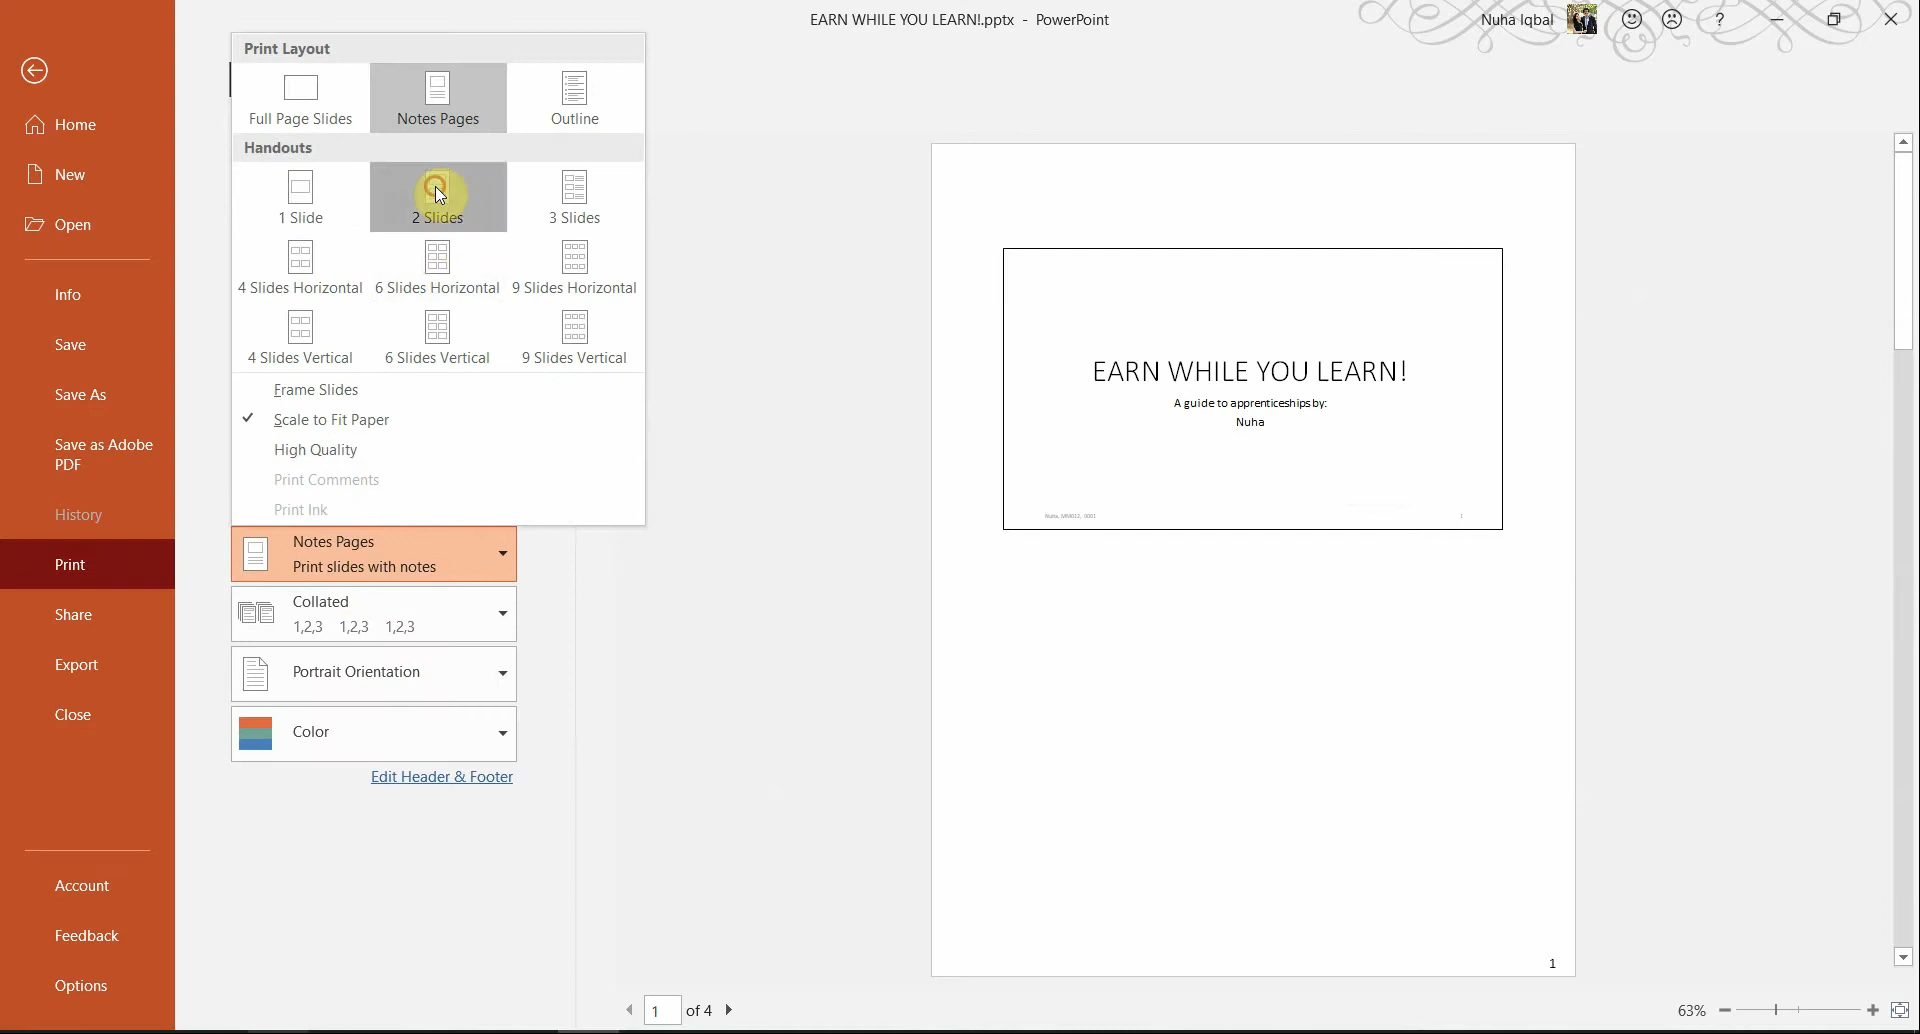 EARN WHILE YOU LEARN!.pptx - PowerPoint
Nuha Iqbal
?
Home
New
Open
Info
Save
Save As
Save as Adobe
PDF
History
Print
Share
Export
Close
Account
Feedback
Options
Print Layout
Full Page Slides
Notes Pages
Outline
Handouts
1 Slide
2 Slides
3 Slides
4 Slides Horizontal
6 Slides Horizontal
9 Slides Horizontal
4 Slides Vertical
6 Slides Vertical
9 Slides Vertical
Frame Slides
Scale to Fit Paper
High Quality
Print Comments
Print Ink
Notes Pages
Print slides with notes
Collated
1,2,3 1,2,3 1,2,3
Portrait Orientation
Color
Edit Header & Footer
EARN WHILE YOU LEARN!
A guide to apprenticeships by:
Nuha
1
1
1 of 4
63%